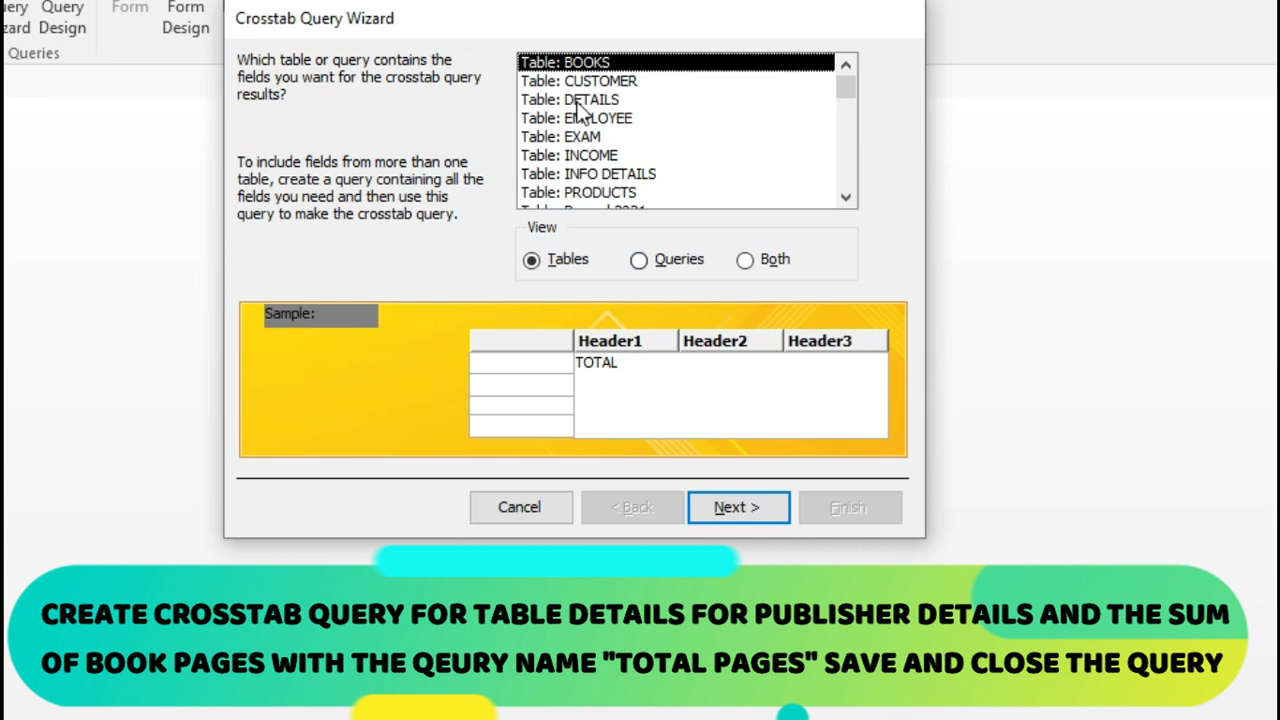 Query Form Form
Design Design
Queries
Crosstab Query Wizard
Which table or query contains the
fields you want for the crosstab query
results?
To include fields from more than one
table, create a query containing all the
fields you need and then use this
query to make the crosstab query.
Table: BOOKS
Table: CUSTOMER
Table: DETAILS
Table: EMPLOYEE
Table: EXAM
Table: INCOME
Table: INFO DETAILS
Table: PRODUCTS
View
Tables Queries Both
Sample:
Header1 Header2 Header3
TOTAL
Cancel < Back Next > Finish
CREATE CROSSTAB QUERY FOR TABLE DETAILS FOR PUBLISHER DETAILS AND THE SUM
OF BOOK PAGES WITH THE QEURY NAME "TOTAL PAGES" SAVE AND CLOSE THE QUERY